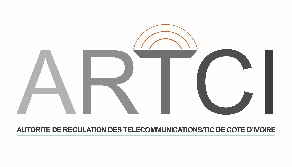 ARTCI
AUTORITE DE REGULATION DES TELECOMMUNICATIONS/TIC DE COTE D'IVOIRE